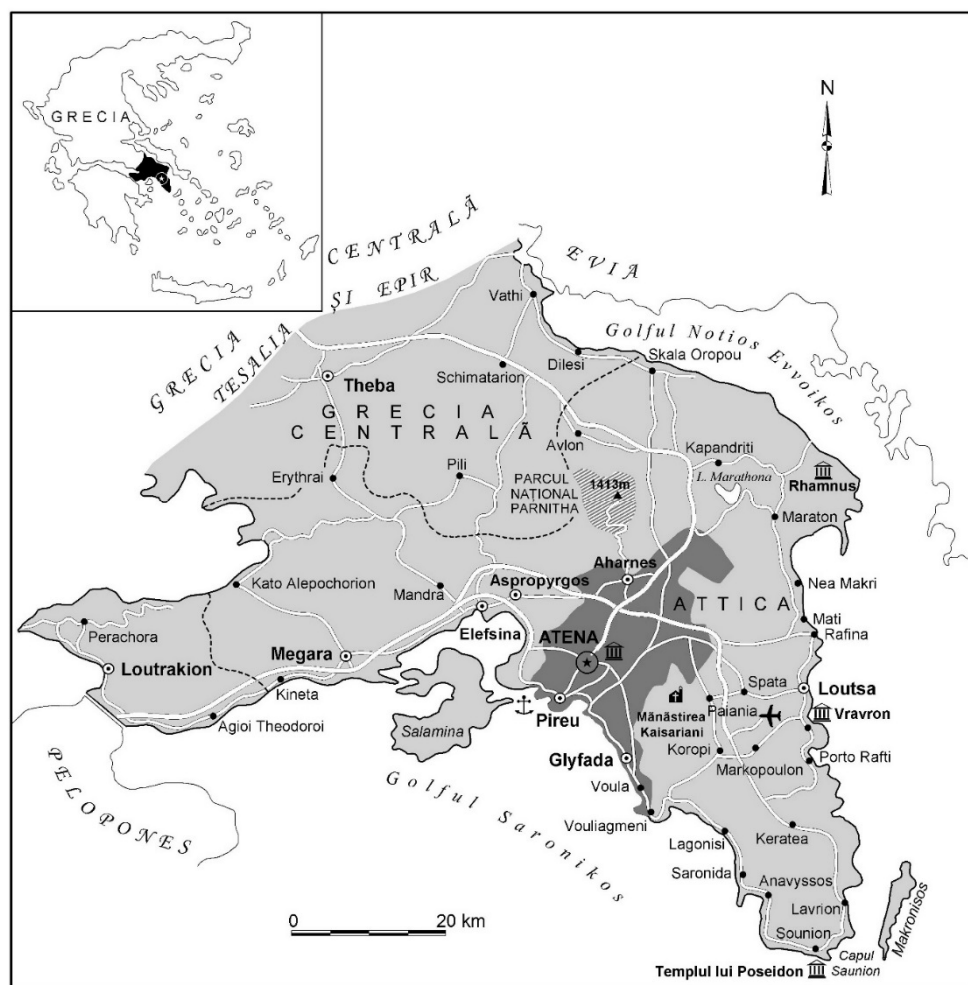 GRECIA
N
GRECIA CENTRALĂ
TESALIA ȘI EPIR
EVIA
Golful Notios Evvoikos
Vathi
Dilesi
Skala Oropou
Schimatarion
Theba
GRECIA
CENTRALĂ
Avlon
Kapandriti
L. Marathona
Rhamnus
Erythrai
Pili
PARCUL
NAȚIONAL
PARNITHA
1413m
Maraton
Kato Alepochorion
Mandra
Aspropyrgos
Aharnes
Nea Makri
ATTICA
Mati
Rafina
Perachora
Elefsina
ATENA
Loutrakion
Megara
Kineta
Agioi Theodoroi
Salamina
Pireu
Mănăstirea
Kaisariani
Spata
Paiania
Loutsa
Vravron
Koropi
Markopoulon
Porto Rafti
Glyfada
Voula
Vouliagmeni
PELOPONES
Golful Saronikos
Lagonisi
Keratea
Saronida
Anavyssos
Lavrion
Makronisos
Sounion
Capul
Saunion
Templul lui Poseidon
0 20 km